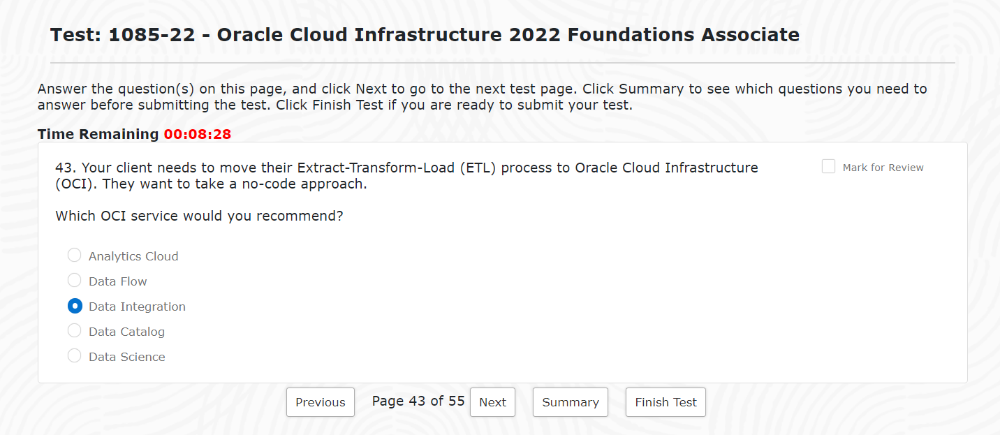 Test: 1085-22 - Oracle Cloud Infrastructure 2022 Foundations Associate
Answer the question(s) on this page, and click Next to go to the next test page. Click Summary to see which questions you need to
answer before submitting the test. Click Finish Test if you are ready to submit your test.
Time Remaining 00:08:28
43. Your client needs to move their Extract-Transform-Load (ETL) process to Oracle Cloud Infrastructure
(OCI). They want to take a no-code approach.
Mark for Review
Which OCI service would you recommend?
Analytics Cloud
Data Flow
Data Integration
Data Catalog
Data Science
Previous Page 43 of 55 Next Summary Finish Test